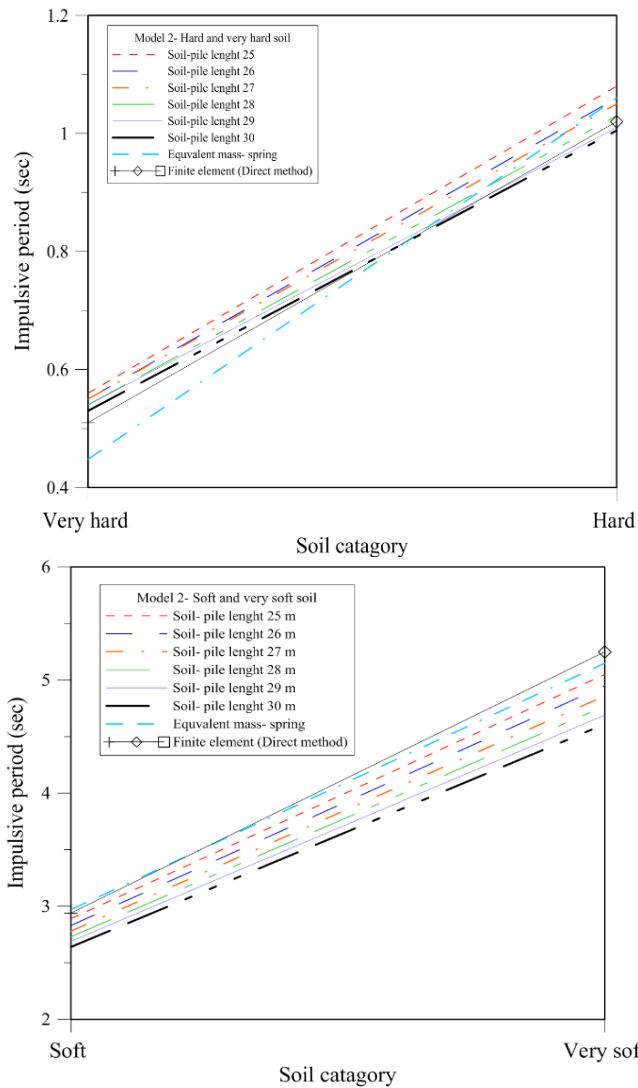 1.2
Model 2- Hard and very hard soil
Soil-pile lenght 25
Soil-pile lenght 26
Soil-pile lenght 27
Soil-pile lenght 28
Soil-pile lenght 29
Soil-pile lenght 30
Equvalent mass- spring
Finite element (Direct method)
1
0.8
0.6
0.4
Impulsive period (sec)
Very hard
Hard
Soil catagory
6
Model 2- Soft and very soft soil
Soil- pile lenght 25 m
Soil- pile lenght 26 m
Soil- pile lenght 27 m
Soil- pile lenght 28 m
Soil- pile lenght 29 m
Soil- pile lenght 30 m
Equvalent mass- spring
Finite element (Direct method)
5
4
3
2
Impulsive period (sec)
Soft
Very sof
Soil catagory